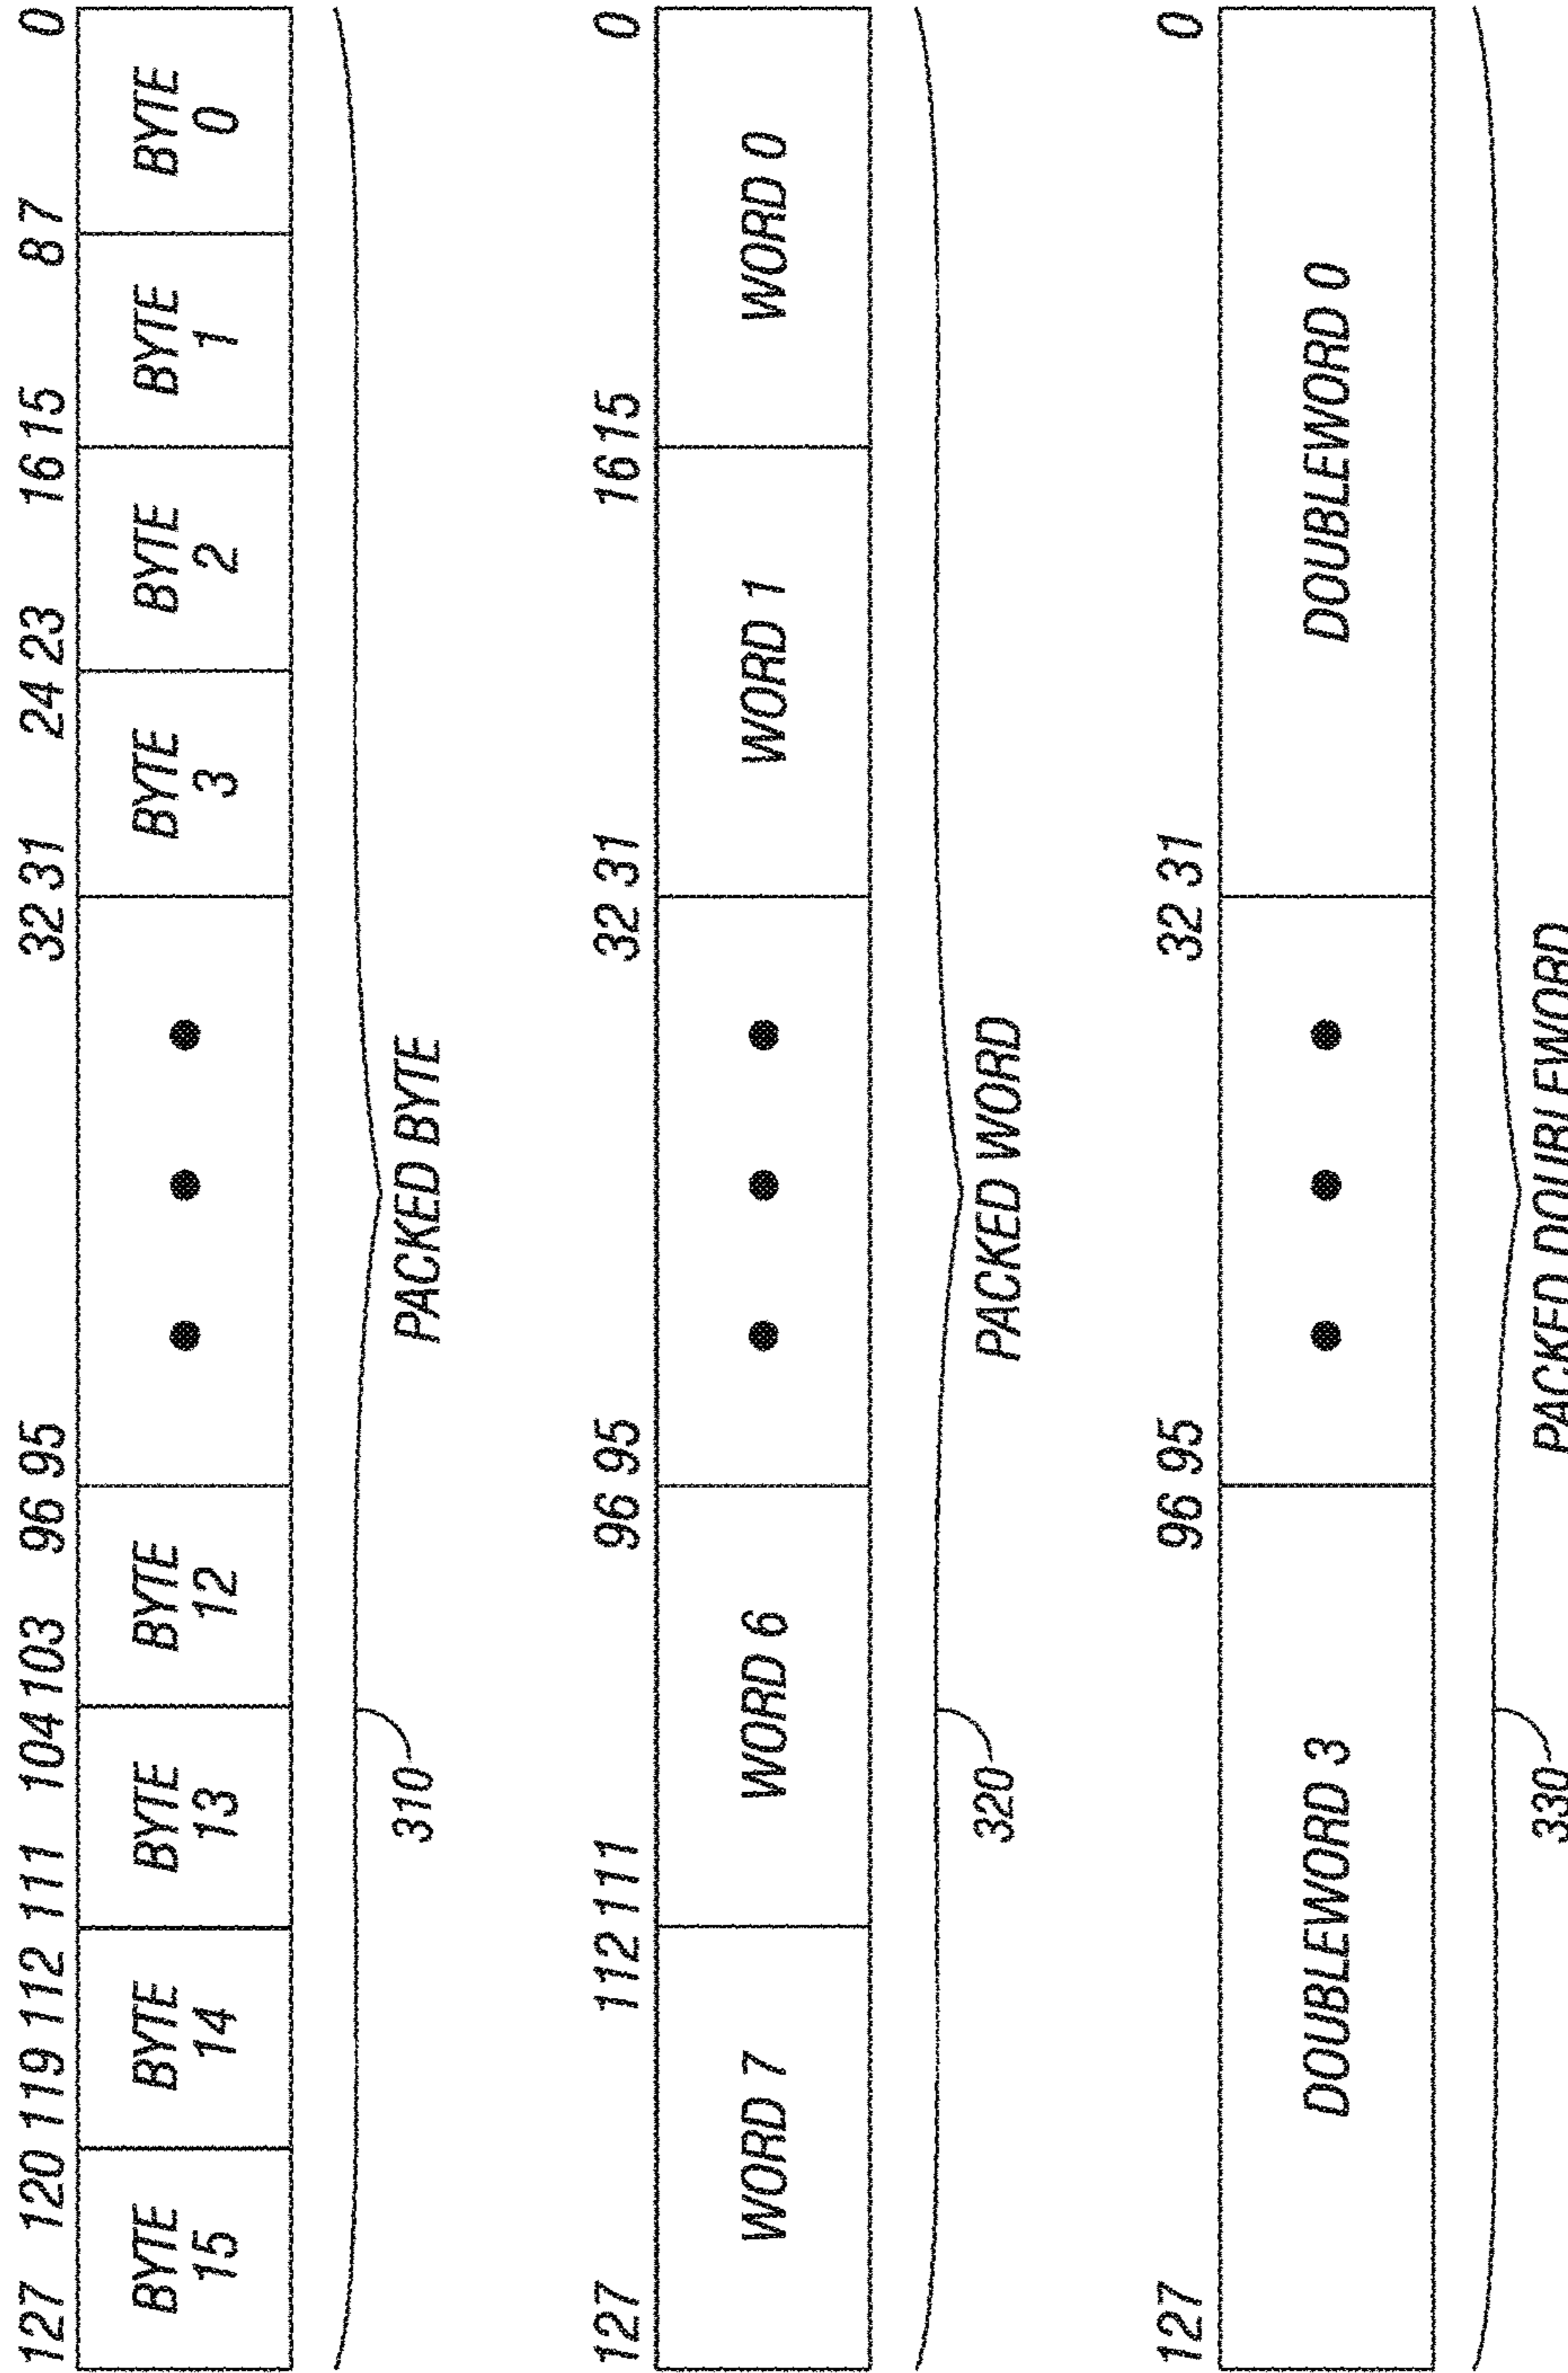 127 120 119 112 111 104 103 96 95 32 31 24 23 16 15 8 7 0
BYTE 15 BYTE 14 BYTE 13 BYTE 12 BYTE 3 BYTE 2 BYTE 1 BYTE 0
310
PACKED BYTE
127 112 111 96 95 32 31 16 15 0
WORD 7 WORD 6 WORD 1 WORD 0
320
PACKED WORD
127 96 95 32 31 0
DOUBLEWORD 3 DOUBLEWORD 0
330
PACKED DOUBLEWORD